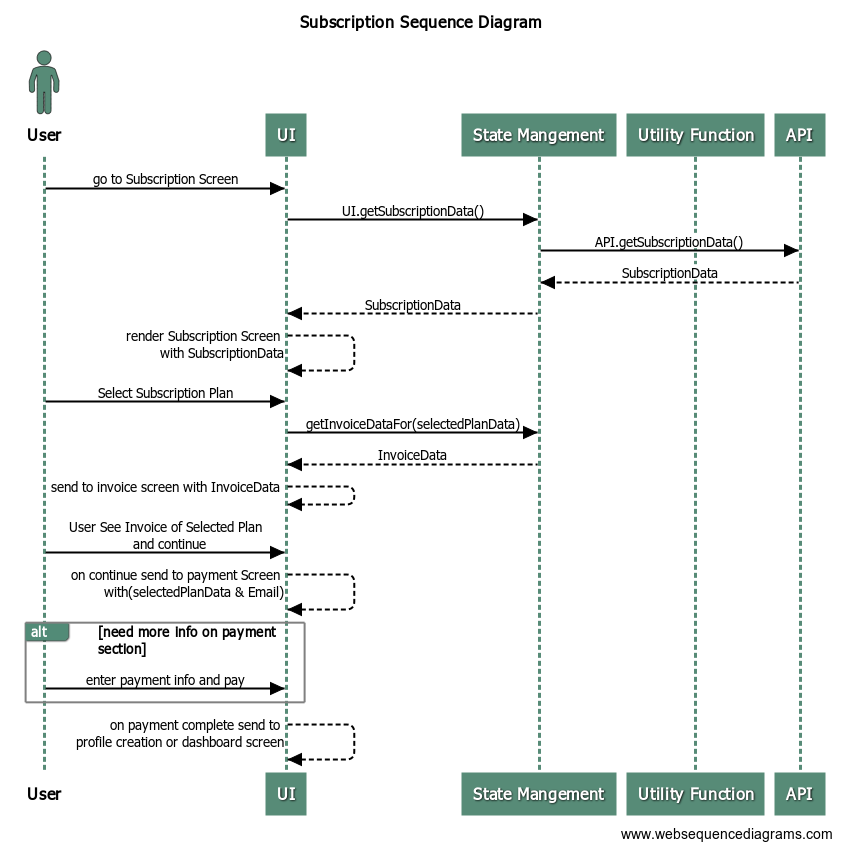 Subscription Sequence Diagram
User
UI
State Mangement
Utility Function
API
go to Subscription Screen
UI.getSubscriptionData()
API.getSubscriptionData()
SubscriptionData
SubscriptionData
render Subscription Screen
with SubscriptionData
Select Subscription Plan
getInvoiceDataFor(selectedPlanData)
InvoiceData
send to invoice screen with InvoiceData
User See Invoice of Selected Plan
and continue
on continue send to payment Screen
with(selectedPlanData & Email)
alt
[need more info on payment
section]
enter payment info and pay
on payment complete send to
profile creation or dashboard screen
User
UI
State Mangement
Utility Function
API
www.websequencediagrams.com